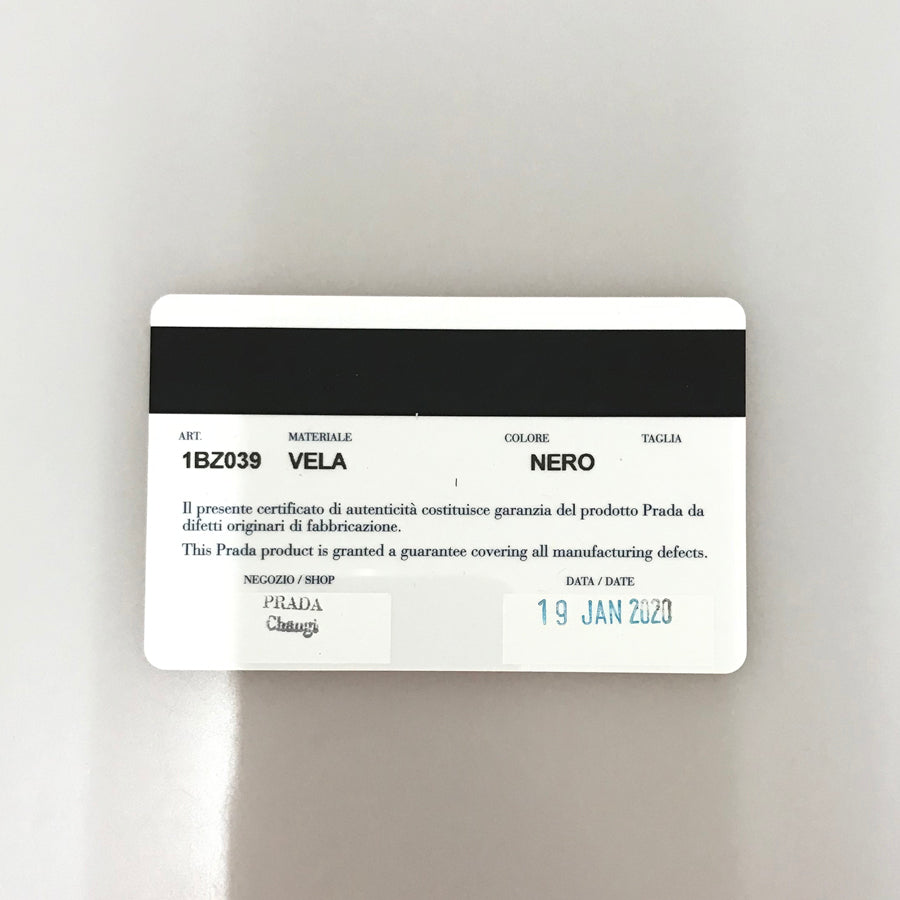 ART. MATERIALE COLORE TAGLIA
1BZ039 VELA NERO
Il presente certificato di autenticità costituisce garanzia del prodotto Prada da
difetti originari di fabbricazione.
This Prada product is granted a guarantee covering all manufacturing defects.
NEGOZIO / SHOP DATA / DATE
PRADA 19 JAN 2020
Changi